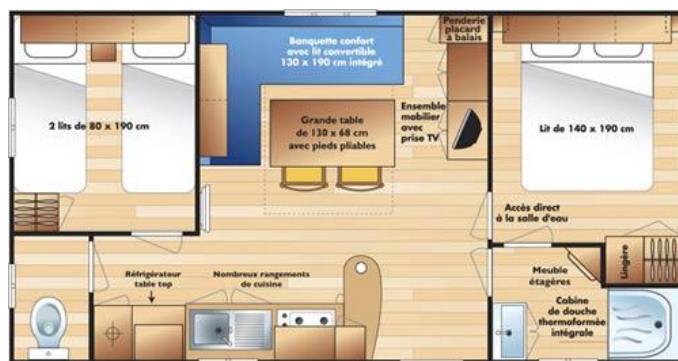 Penderie
placard
à balais
Banquette confort
avec lit convertible
130 x 190 cm intégré
2 lits de 80 x 190 cm
Grande table
de 130 x 68 cm
avec pieds pliables
Ensemble
mobilier
avec
prise TV
Lit de 140 x 190 cm
Accès direct
à la salle d'eau
Lingère
Réfrigérateur
table top
Nombreux rangements
de cuisine
Meuble
étagères
Cabine
de douche
thermoformée
intégrale